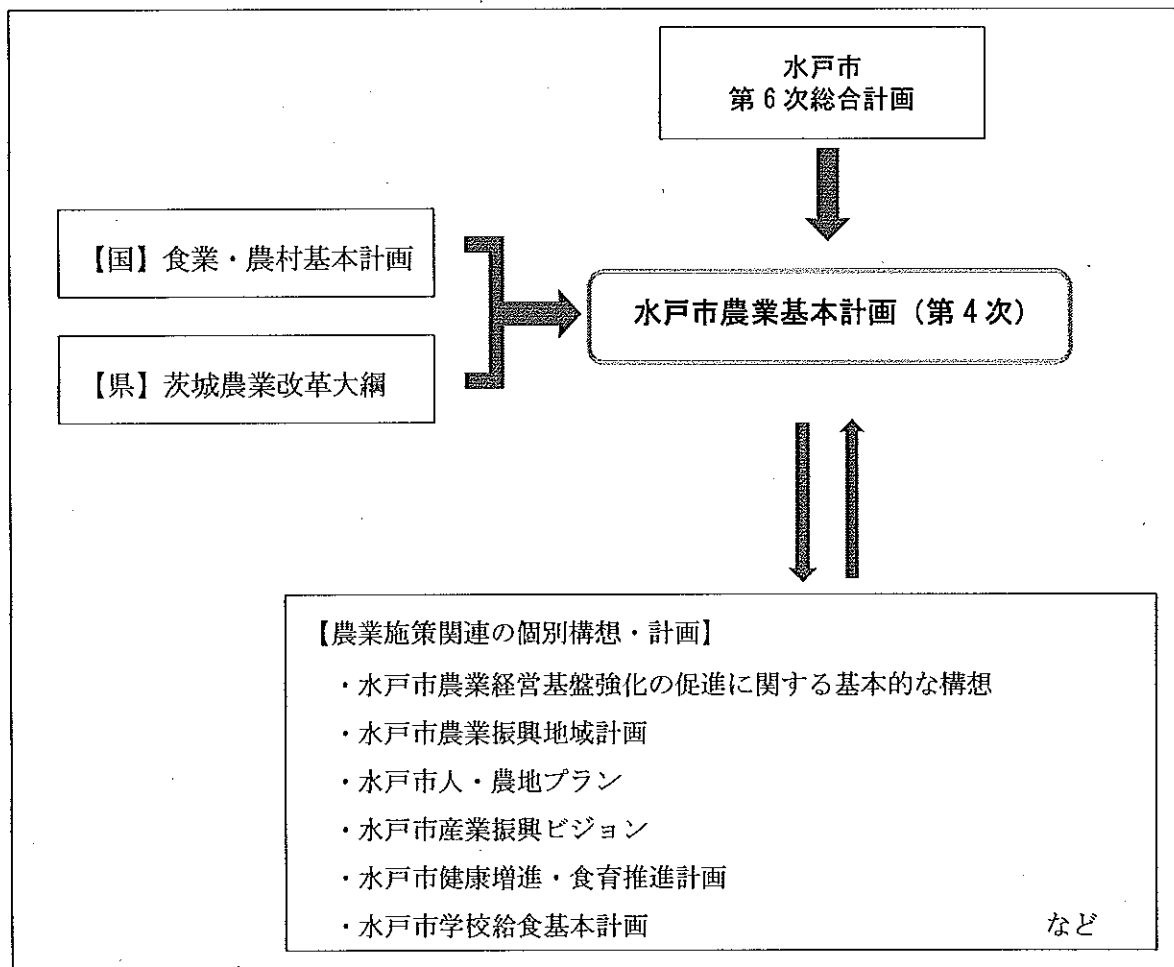 水戸市
第6次総合計画
【国】食業・農村基本計画
水戸市農業基本計画（第4次）
【県】茨城農業改革大綱
【農業施策関連の個別構想・計画】
・水戸市農業経営基盤強化の促進に関する基本的な構想
・水戸市農業振興地域計画
・水戸市人・農地プラン
・水戸市産業振興ビジョン
・水戸市健康増進・食育推進計画
・水戸市学校給食基本計画 など